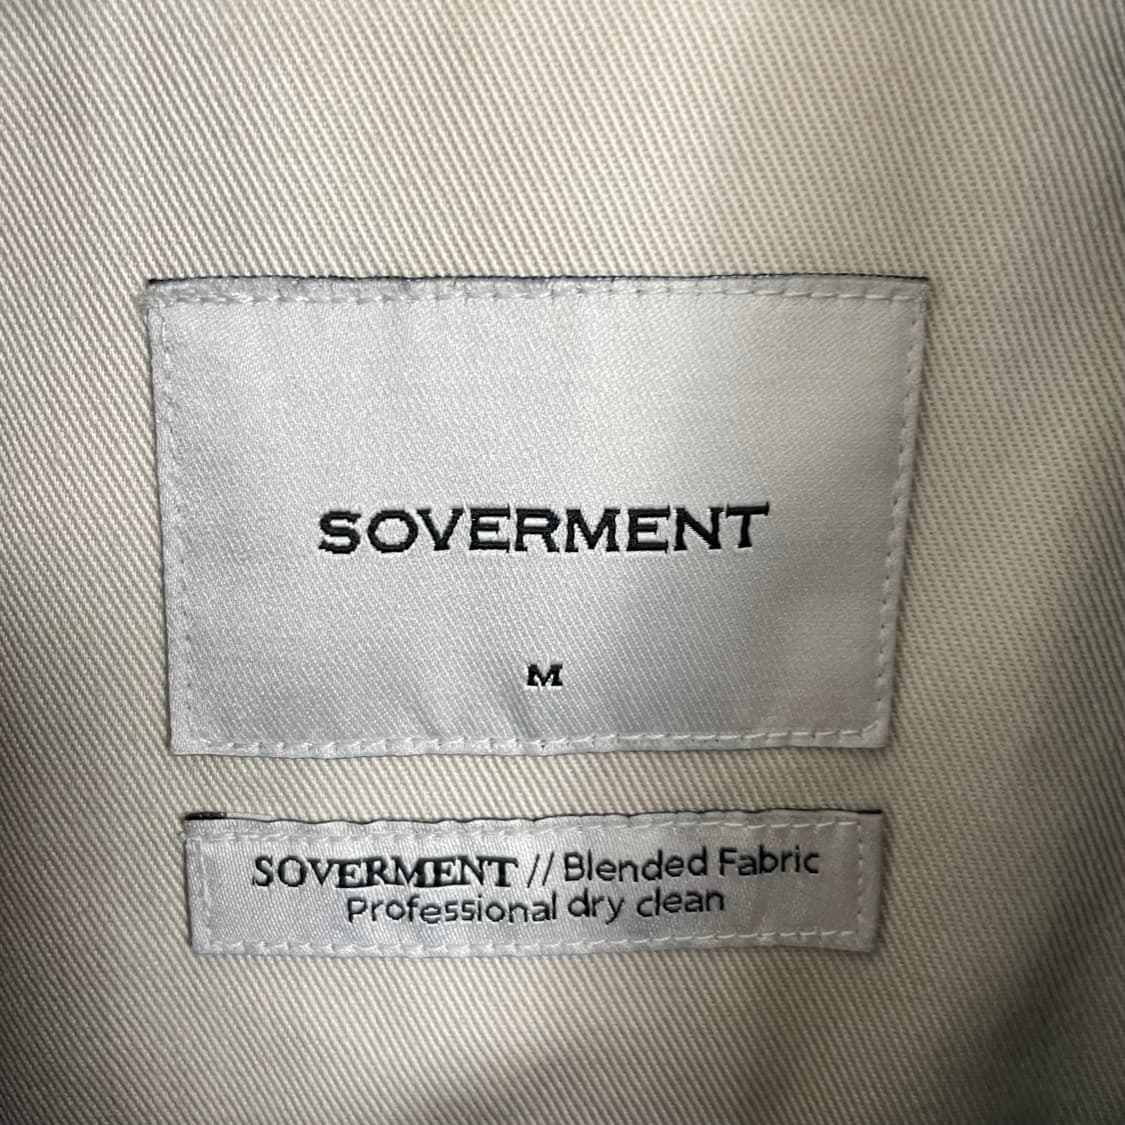 SOVERMENT
M
SOVERMENT // Blended Fabric
Professional dry clean